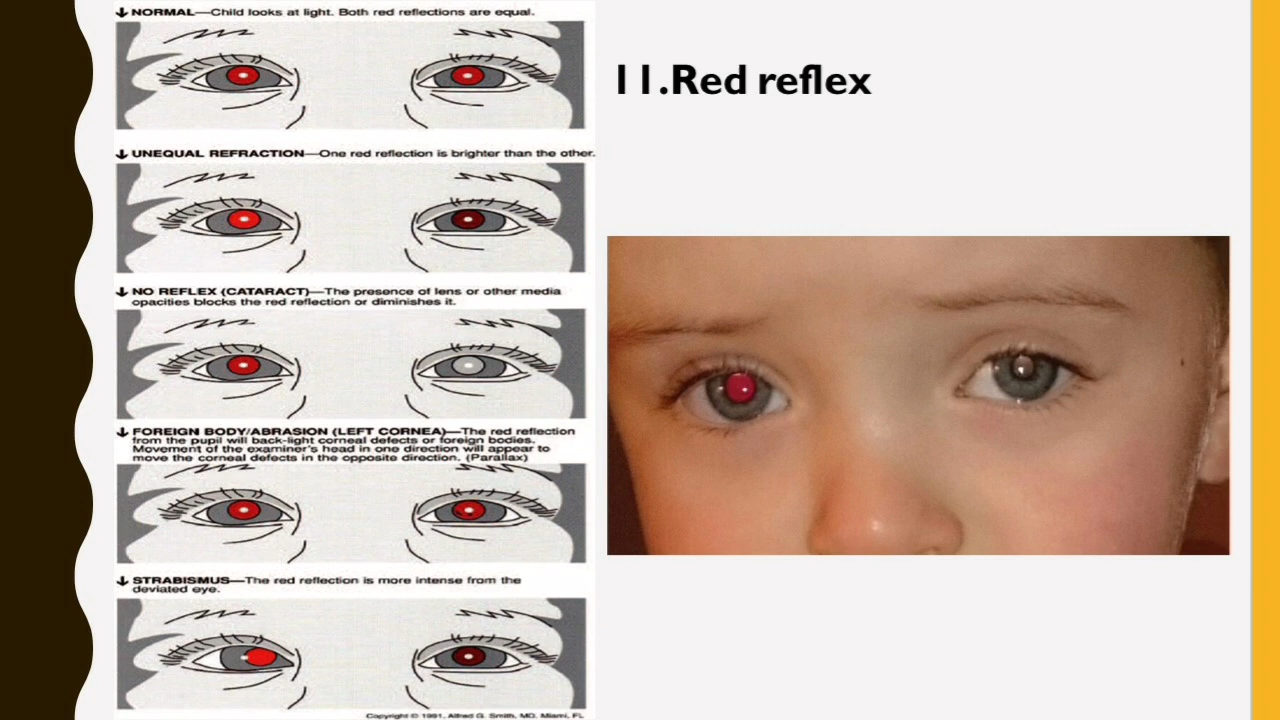 ↓ NORMAL—Child looks at light. Both red reflections are equal.
↓ UNEQUAL REFRACTION—One red reflection is brighter than the other.
↓ NO REFLEX (CATARACT)—The presence of lens or other media
opacities blocks the red reflection or diminishes it.
↓ FOREIGN BODY/ABRASION (LEFT CORNEA)—The red reflection
from the pupil will back-light corneal defects or foreign bodies.
Movement of the examiner's head in one direction will appear to
move the corneal defects in the opposite direction. (Parallax)
↓ STRABISMUS—The red reflection is more intense from the
deviated eye.
Copyright © 1991, Alfred G. Smith, MD. Miami, FL
11.Red reflex